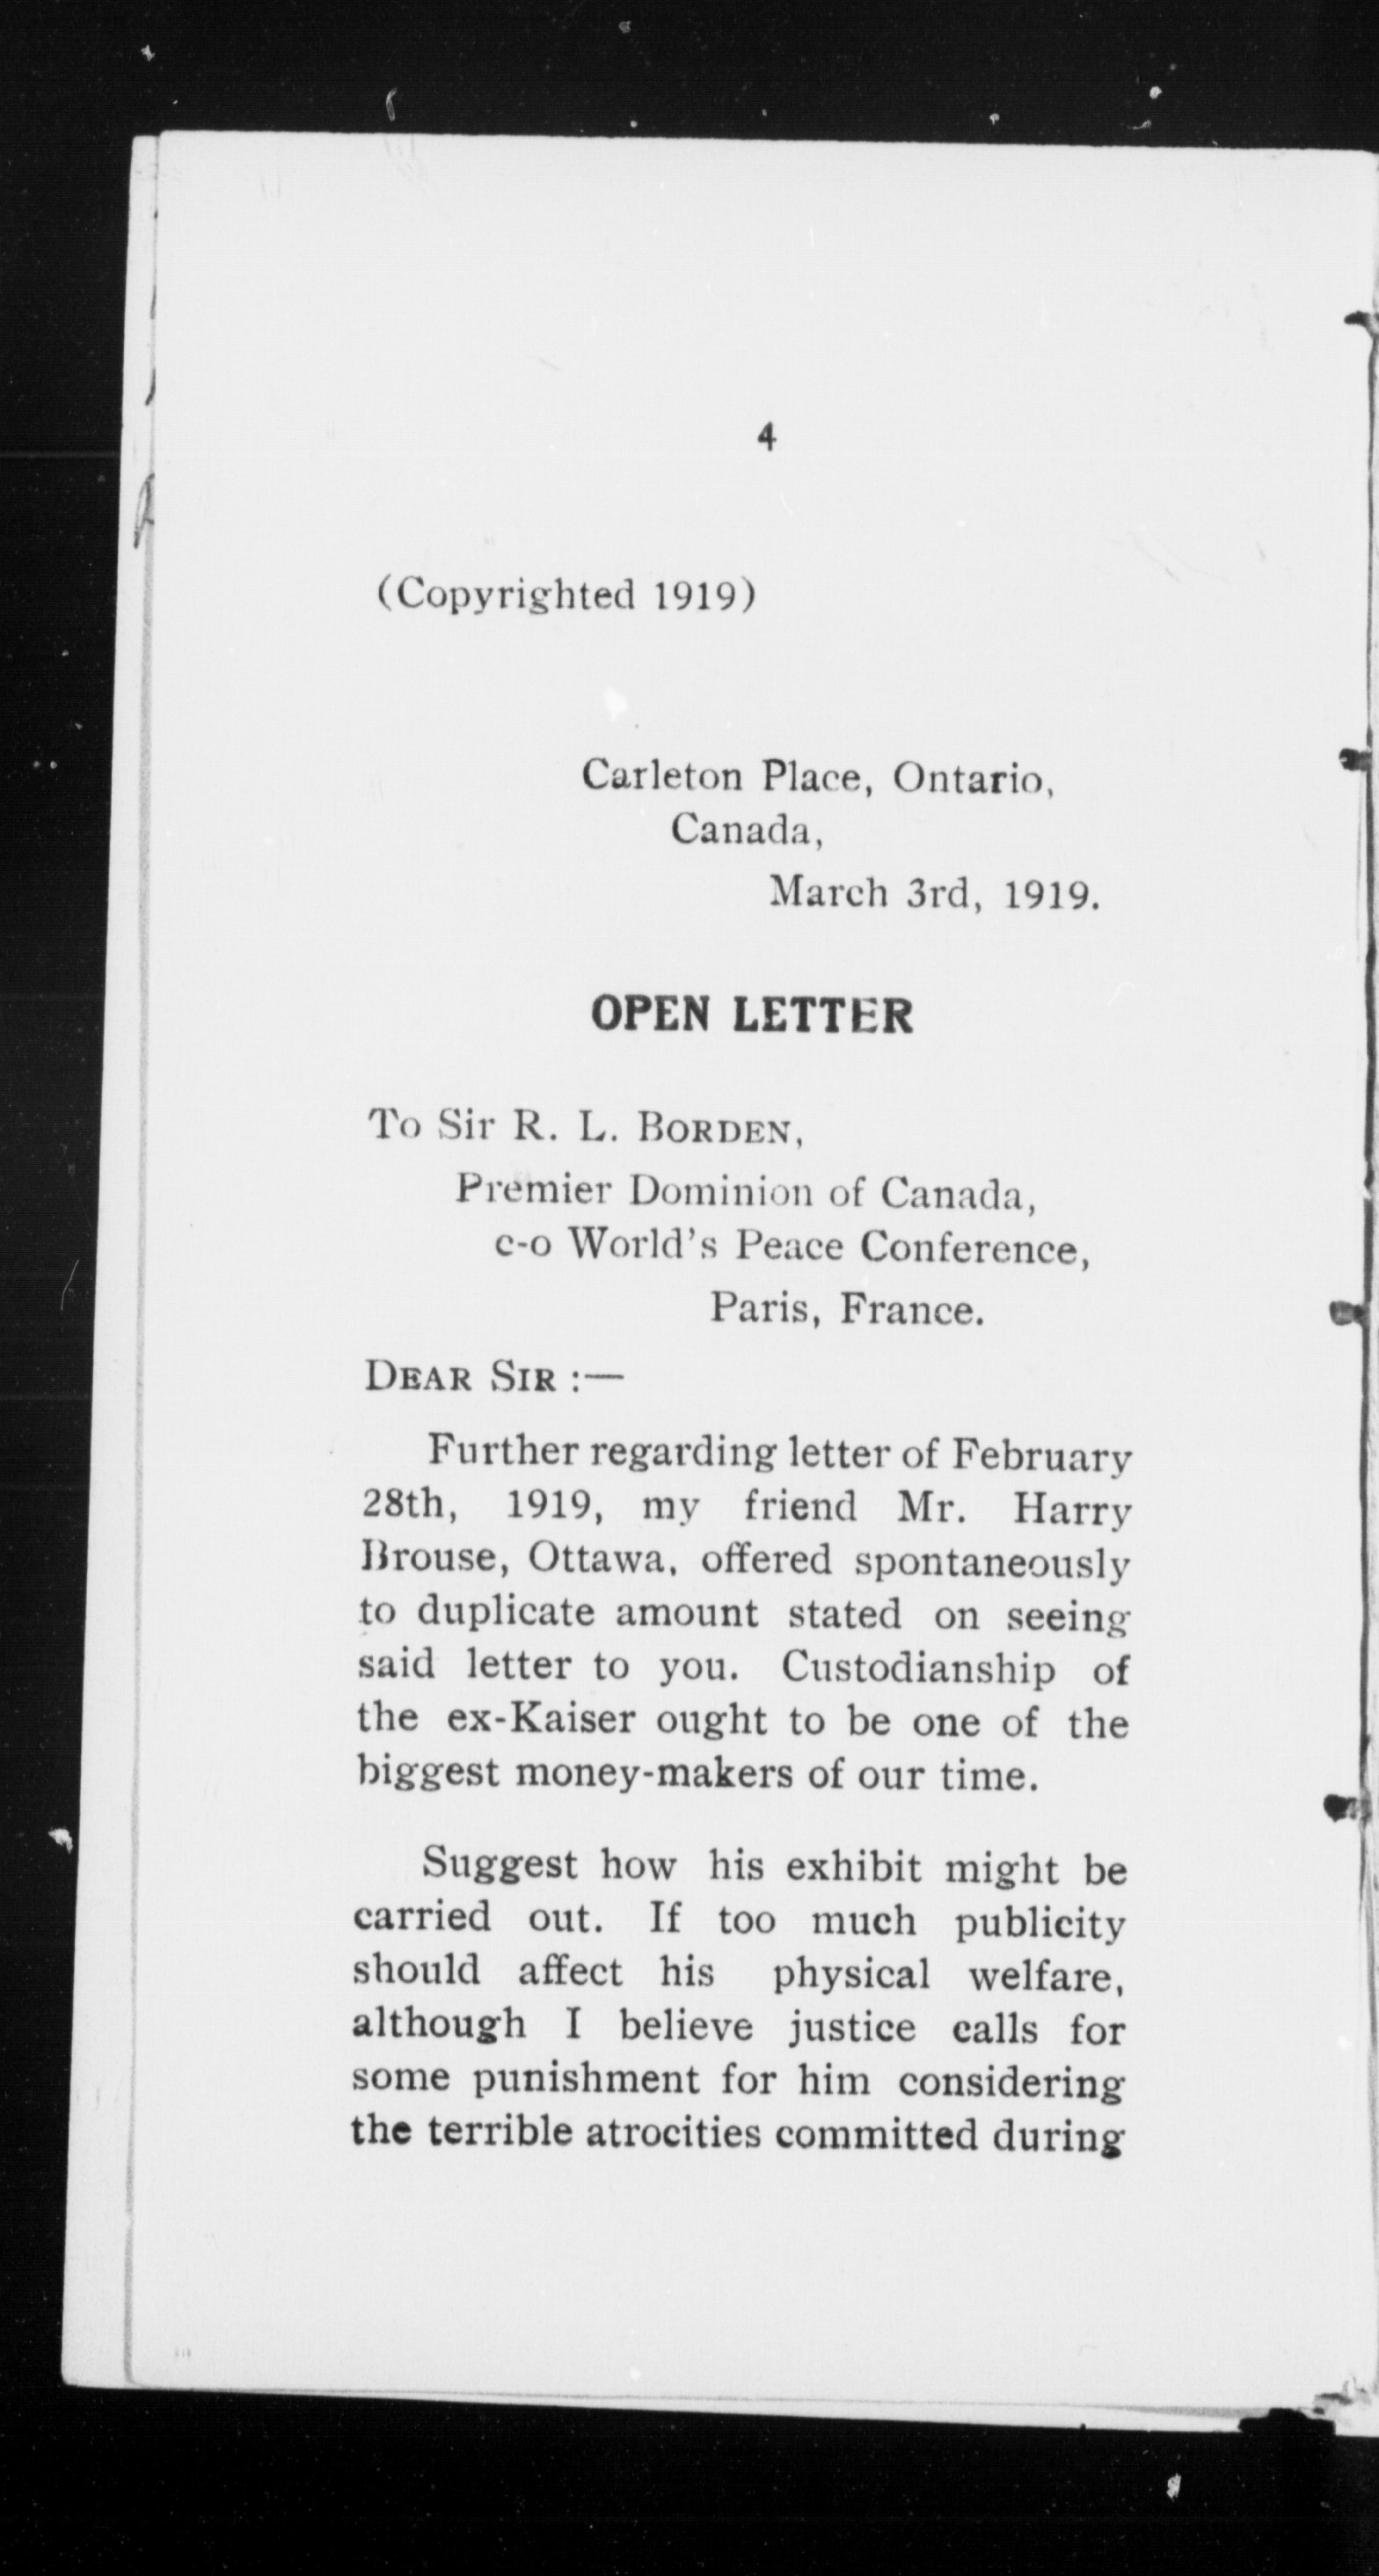 4
(Copyrighted 1919)
Carleton Place, Ontario,
Canada,
March 3rd, 1919.
OPEN LETTER
To Sir R. L. Borden,
Premier Dominion of Canada,
c-o World's Peace Conference,
Paris, France.
Dear Sir :—
Further regarding letter of February
28th, 1919, my friend Mr. Harry
Brouse, Ottawa, offered spontaneously
to duplicate amount stated on seeing
said letter to you. Custodianship of
the ex-Kaiser ought to be one of the
biggest money-makers of our time.
Suggest how his exhibit might be
carried out. If too much publicity
should affect his physical welfare,
although I believe justice calls for
some punishment for him considering
the terrible atrocities committed during